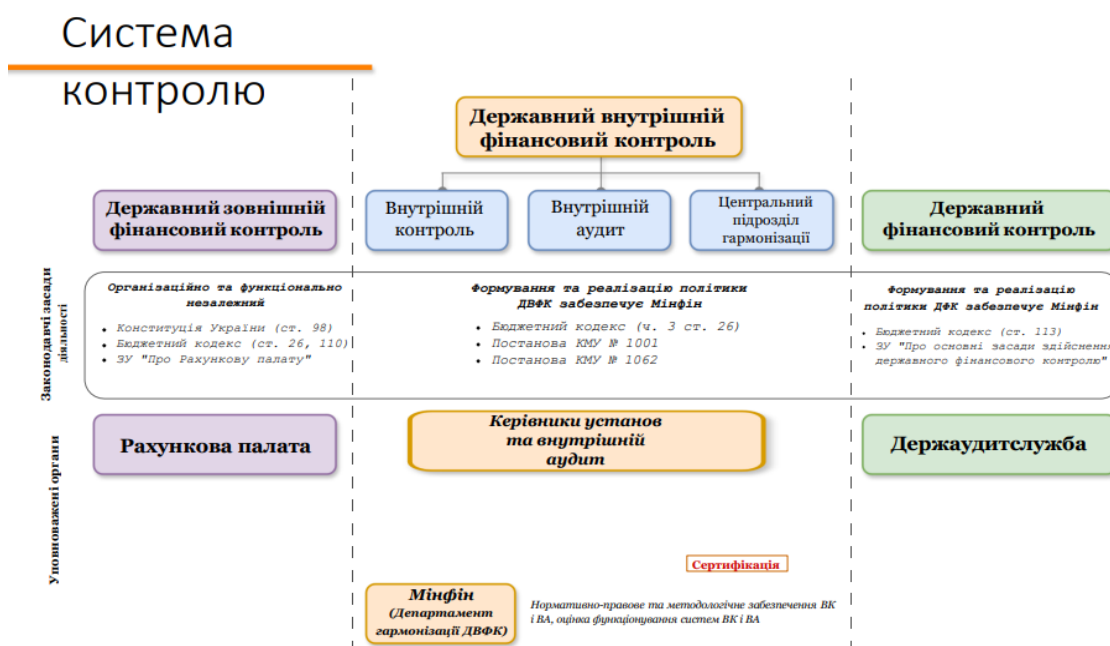 Система
контролю
Державний внутрішній
фінансовий контроль
Державний зовнішній
фінансовий контроль
Внутрішній
контроль
Внутрішній
аудит
Центральний
підрозділ
гармонізації
Державний
фінансовий контроль
Законодавчі засади
діяльності
Організаційно та функціонально
незалежний
• Конституція України (ст. 98)
• Бюджетний кодекс (ст. 26, 110)
• ЗУ "Про Рахункову палату"
Формування та реалізацію політики
ДВФК забезпечує Мінфін
• Бюджетний кодекс (ч. 3 ст. 26)
• Постанова КМУ № 1001
• Постанова КМУ № 1062
Формування та реалізацію
політики ДФК забезпечує Мінфін
• Бюджетний кодекс (ст. 113)
• ЗУ "Про основні засади здійснення
державного фінансового контролю"
Уповноважені органи
Рахункова палата
Керівники установ
та внутрішній
аудит
Держаудитслужба
Сертифікація
Мінфін
(Департамент
гармонізації ДВФК)
Нормативно-правове та методологічне забезпечення ВК
і ВА, оцінка функціонування систем ВК і ВА